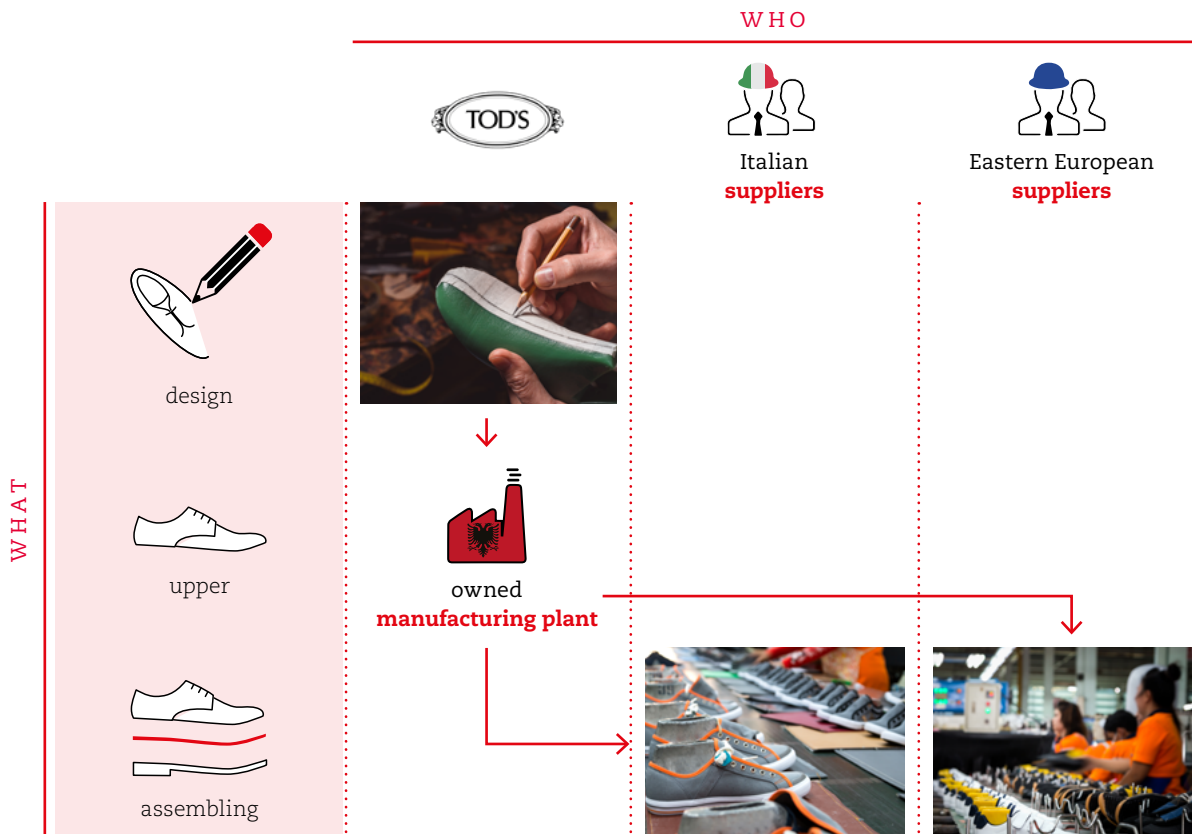 WHO
TOD'S
Italian
suppliers
Eastern European
suppliers
WHAT
design
upper
owned
manufacturing plant
assembling